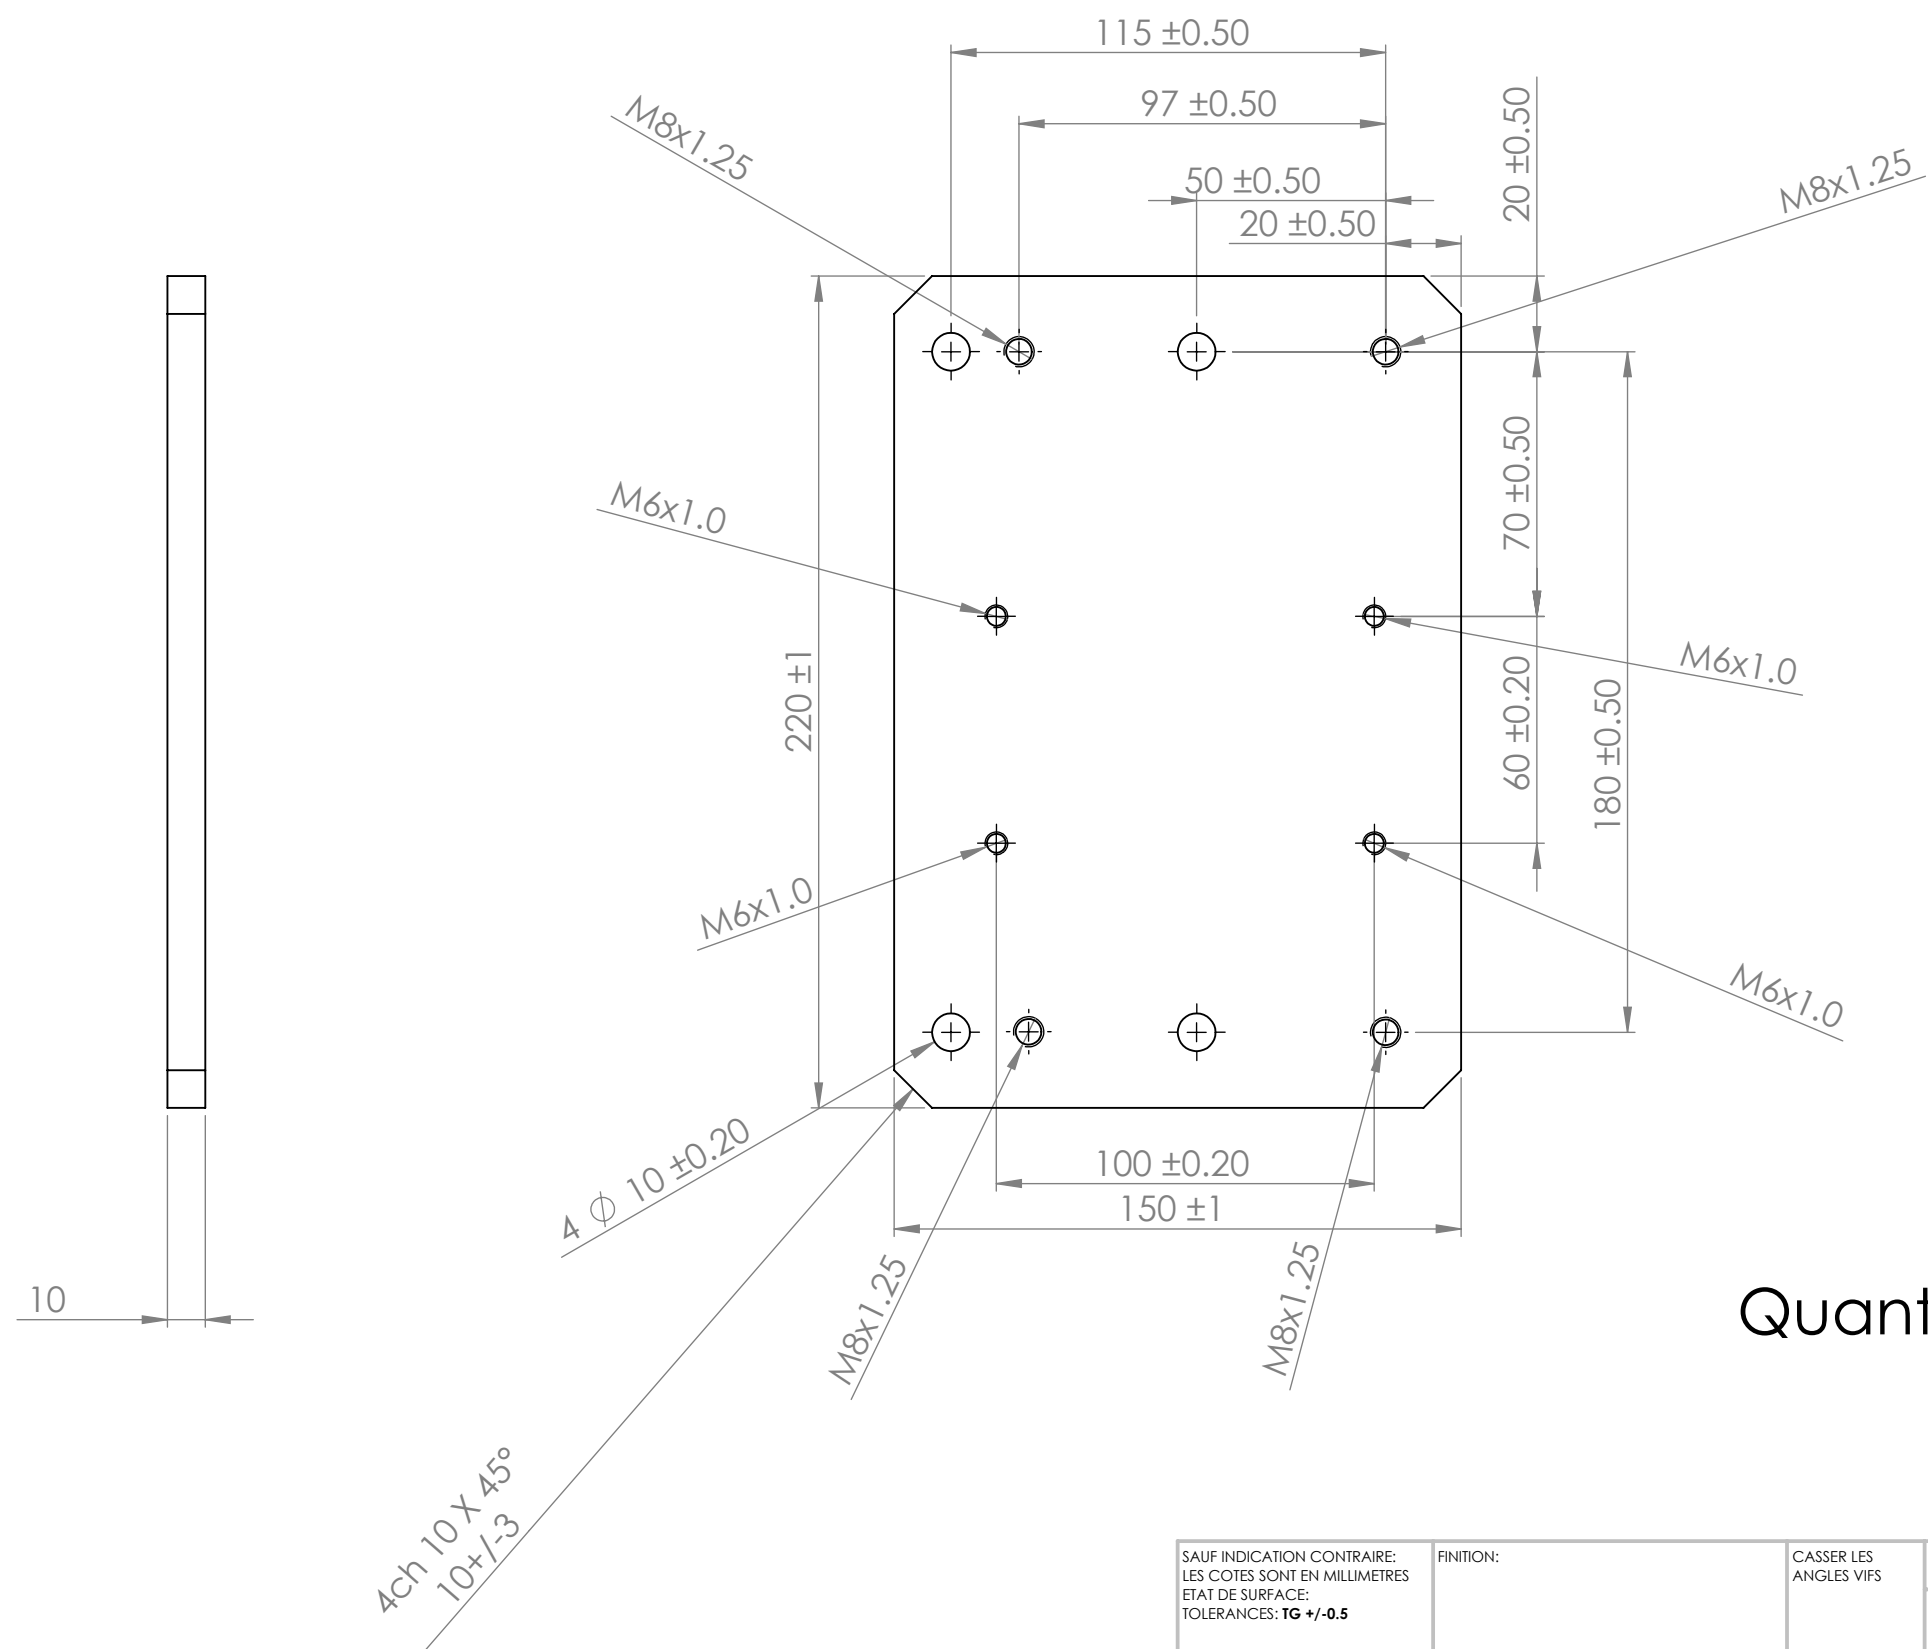 115 ±0.50
97 ±0.50
M8x1.25
50 ±0.50
20 ±0.50
20 ±0.50
M8x1.25
70 ±0.50
M6x1.0
220 ±1
M6x1.0
60 ±0.20
180 ±0.50
M6x1.0
M6x1.0
4 ϕ 10 ±0.20
100 ±0.20
150 ±1
M8x1.25
M8x1.25
10
Quant
4ch 10 X 45°
10+/-3
SAUF INDICATION CONTRAIRE:
LES COTES SONT EN MILLIMETRES
ETAT DE SURFACE:
TOLERANCES: TG +/-0.5
FINITION:
CASSER LES
ANGLES VIFS